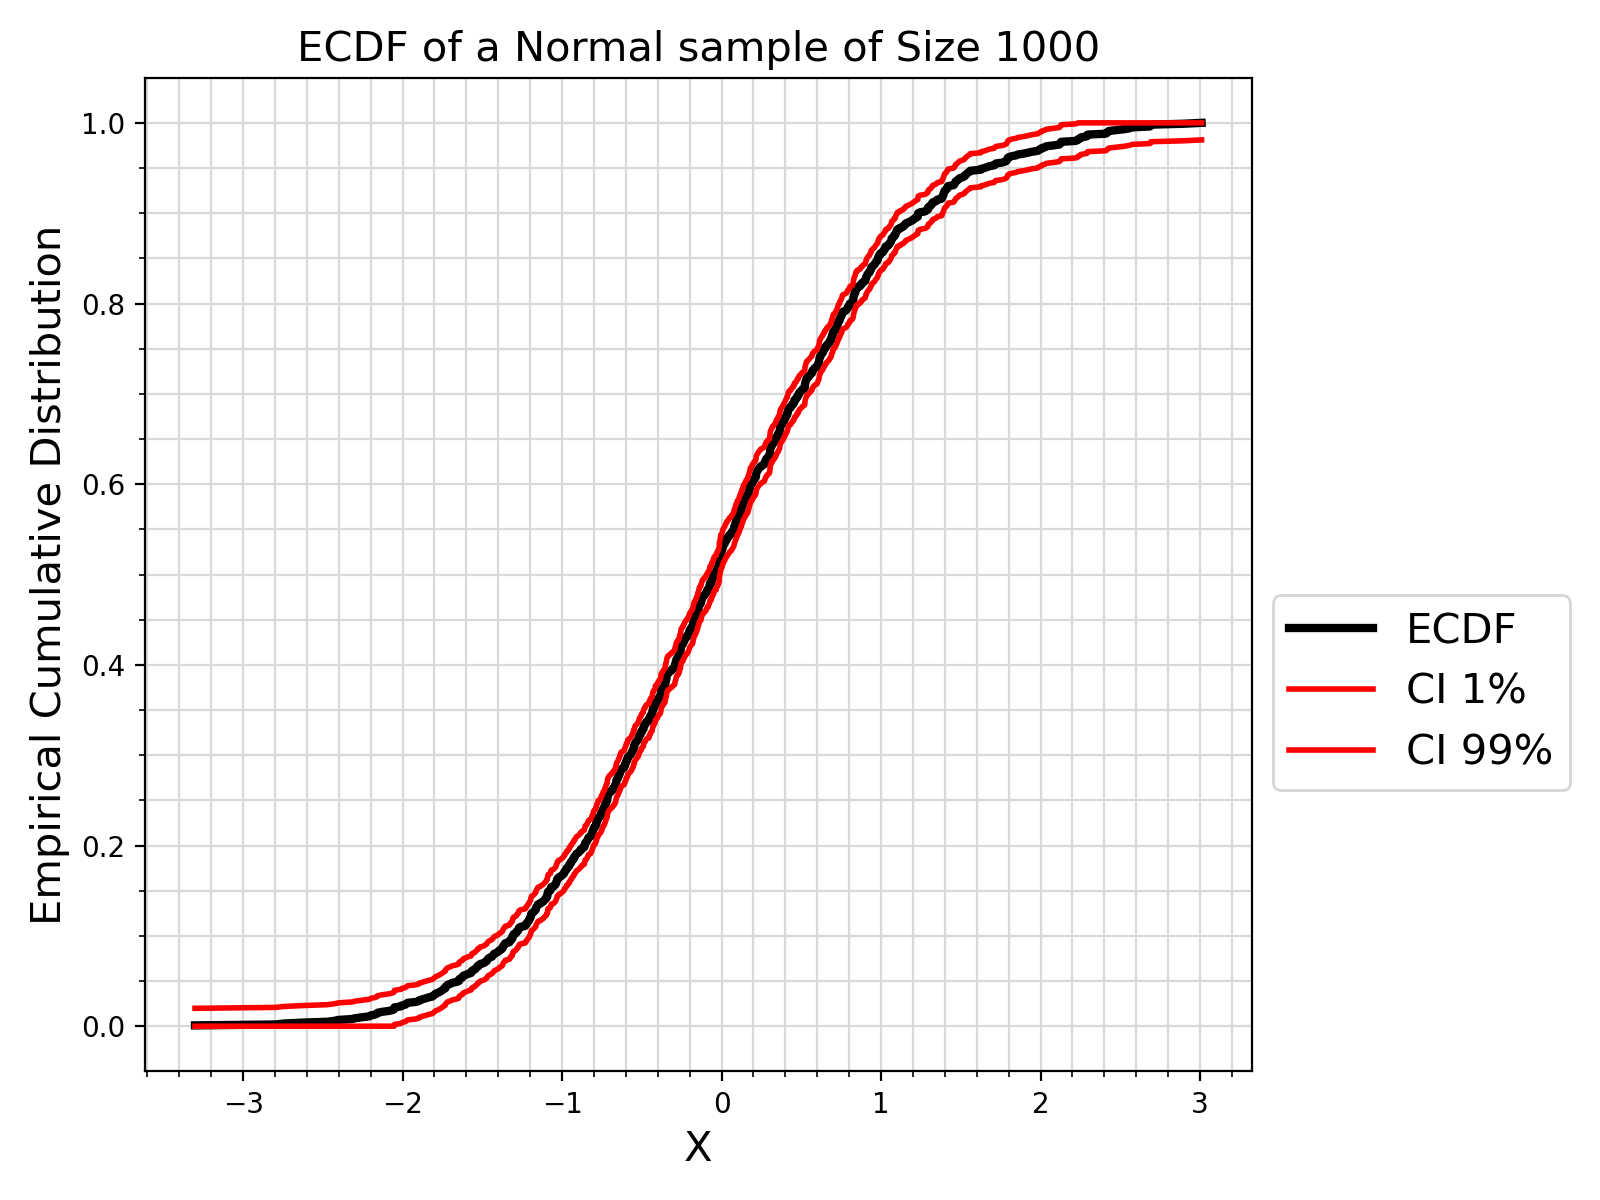 ECDF of a Normal sample of Size 1000
Empirical Cumulative Distribution
1.0
0.8
0.6
0.4
0.2
0.0
−3
−2
−1
0
1
2
3
X
ECDF
CI 1%
CI 99%